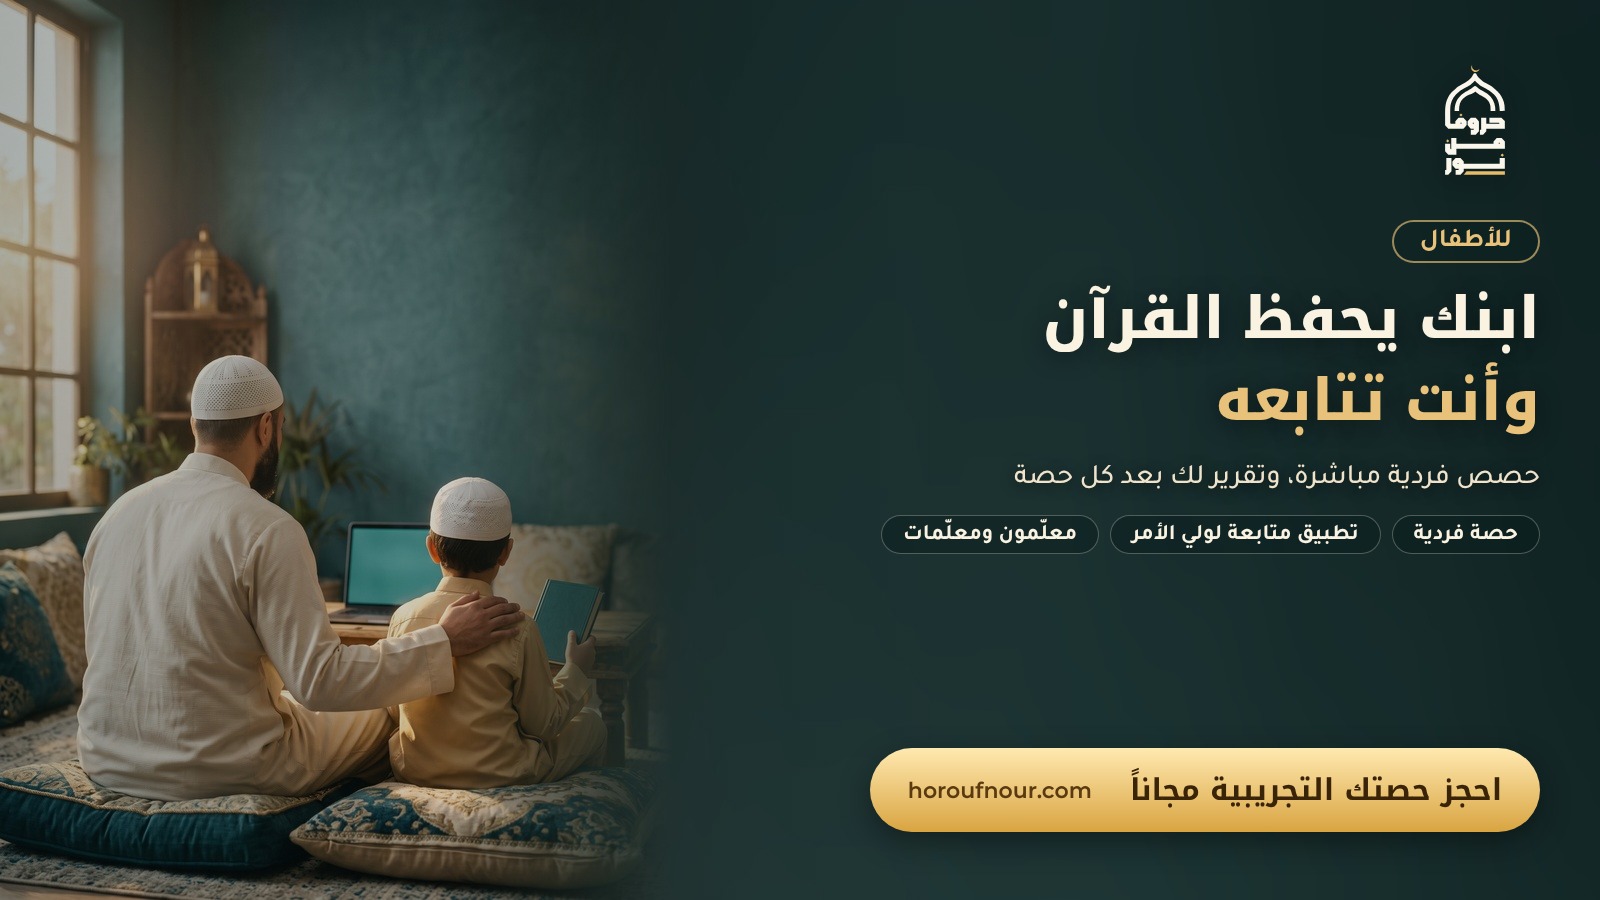 حروف
من
نور
للأطفال
ابنك يحفظ القرآن
وأنت تتابعه
حصص فردية مباشرة، وتقرير لك بعد كل حصة
حصة فردية
تطبيق متابعة لولي الأمر
معلّمون ومعلّمات
احجز حصتك التجريبية مجاناً
horoufnour.com